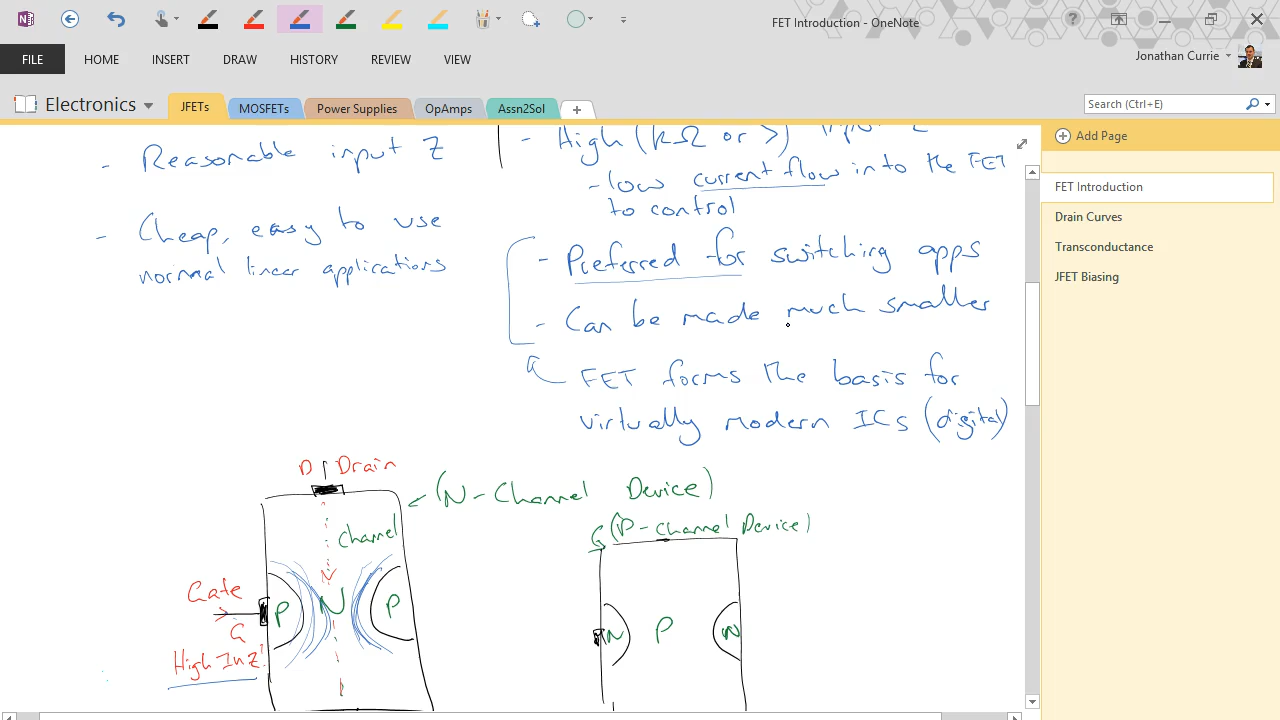 FET Introduction - OneNote
Jonathan Currie
FILE HOME INSERT DRAW HISTORY REVIEW VIEW
Electronics
JFETs MOSFETs Power Supplies OpAmps Assn2Sol
Search (Ctrl+E)
Add Page
FET Introduction
Drain Curves
Transconductance
JFET Biasing
- Reasonable input Z
- Cheap, easy to use
normal linear applications
- High (kΩ or >) input Z
- low current flow into the FET
to control
- Preferred for switching apps
- Can be made much smaller
FET forms the basis for
virtually modern ICs (digital)
D Drain
(N-Channel Device)
channel
N
Gate
G
P N P
High In Z!
(P-channel Device)
N P N